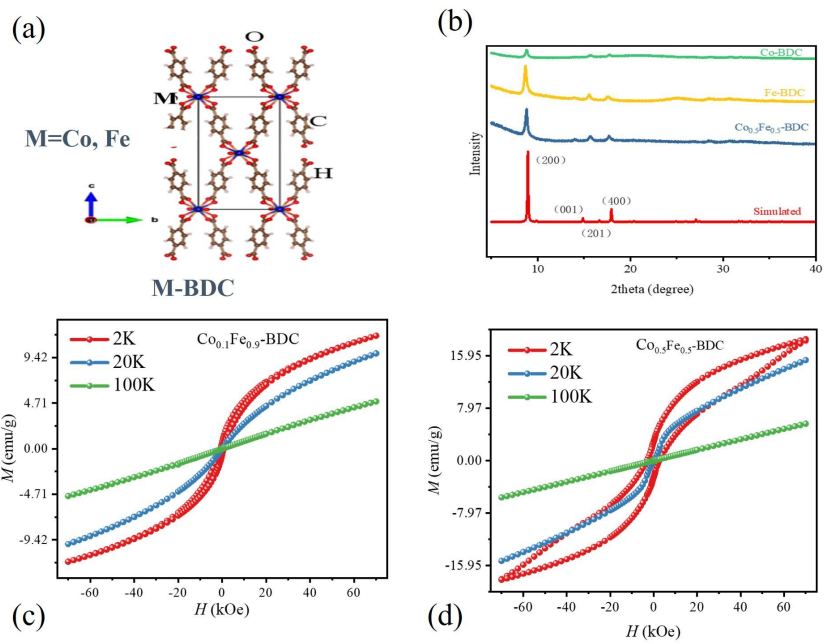 (a)
O
M
C
H
M=Co, Fe
c
b
M-BDC
(b)
Co-BDC
Fe-BDC
Co0.5Fe0.5-BDC
Intensity
(200)
(001)
(201)
(400)
Simulated
10 20 30 40
2theta (degree)
2K
20K
100K
Co0.1Fe0.9-BDC
M (emu/g)
9.42
4.71
0.00
-4.71
-9.42
-60 -40 -20 0 20 40 60
H (kOe)
(c)
2K
20K
100K
Co0.5Fe0.5-BDC
M (emu/g)
15.95
7.97
0.00
-7.97
-15.95
-60 -40 -20 0 20 40 60
H (kOe)
(d)